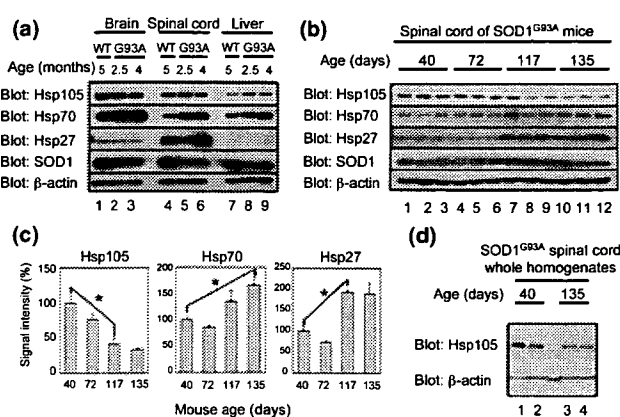 (a)
Brain Spinal cord Liver
WT G93A WT G93A WT G93A
Age (months) 5 2.5 4 5 2.5 4 5 2.5 4
Blot: Hsp105
Blot: Hsp70
Blot: Hsp27
Blot: SOD1
Blot: β-actin
1 2 3 4 5 6 7 8 9
(b)
Spinal cord of SOD1G93A mice
Age (days) 40 72 117 135
Blot: Hsp105
Blot: Hsp70
Blot: Hsp27
Blot: SOD1
Blot: β-actin
1 2 3 4 5 6 7 8 9 10 11 12
(c)
Hsp105 Hsp70 Hsp27
Signal intensity (%)
150
100
50
0
*
40 72 117 135
200
150
100
50
0
*
40 72 117 135
250
200
150
100
50
0
*
40 72 117 135
Mouse age (days)
(d)
SOD1G93A spinal cord
whole homogenates
Age (days) 40 135
Blot: Hsp105
Blot: β-actin
1 2 3 4